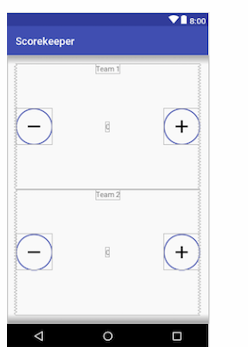 8:00
Scorekeeper
Team 1
− +
Team 2
− +